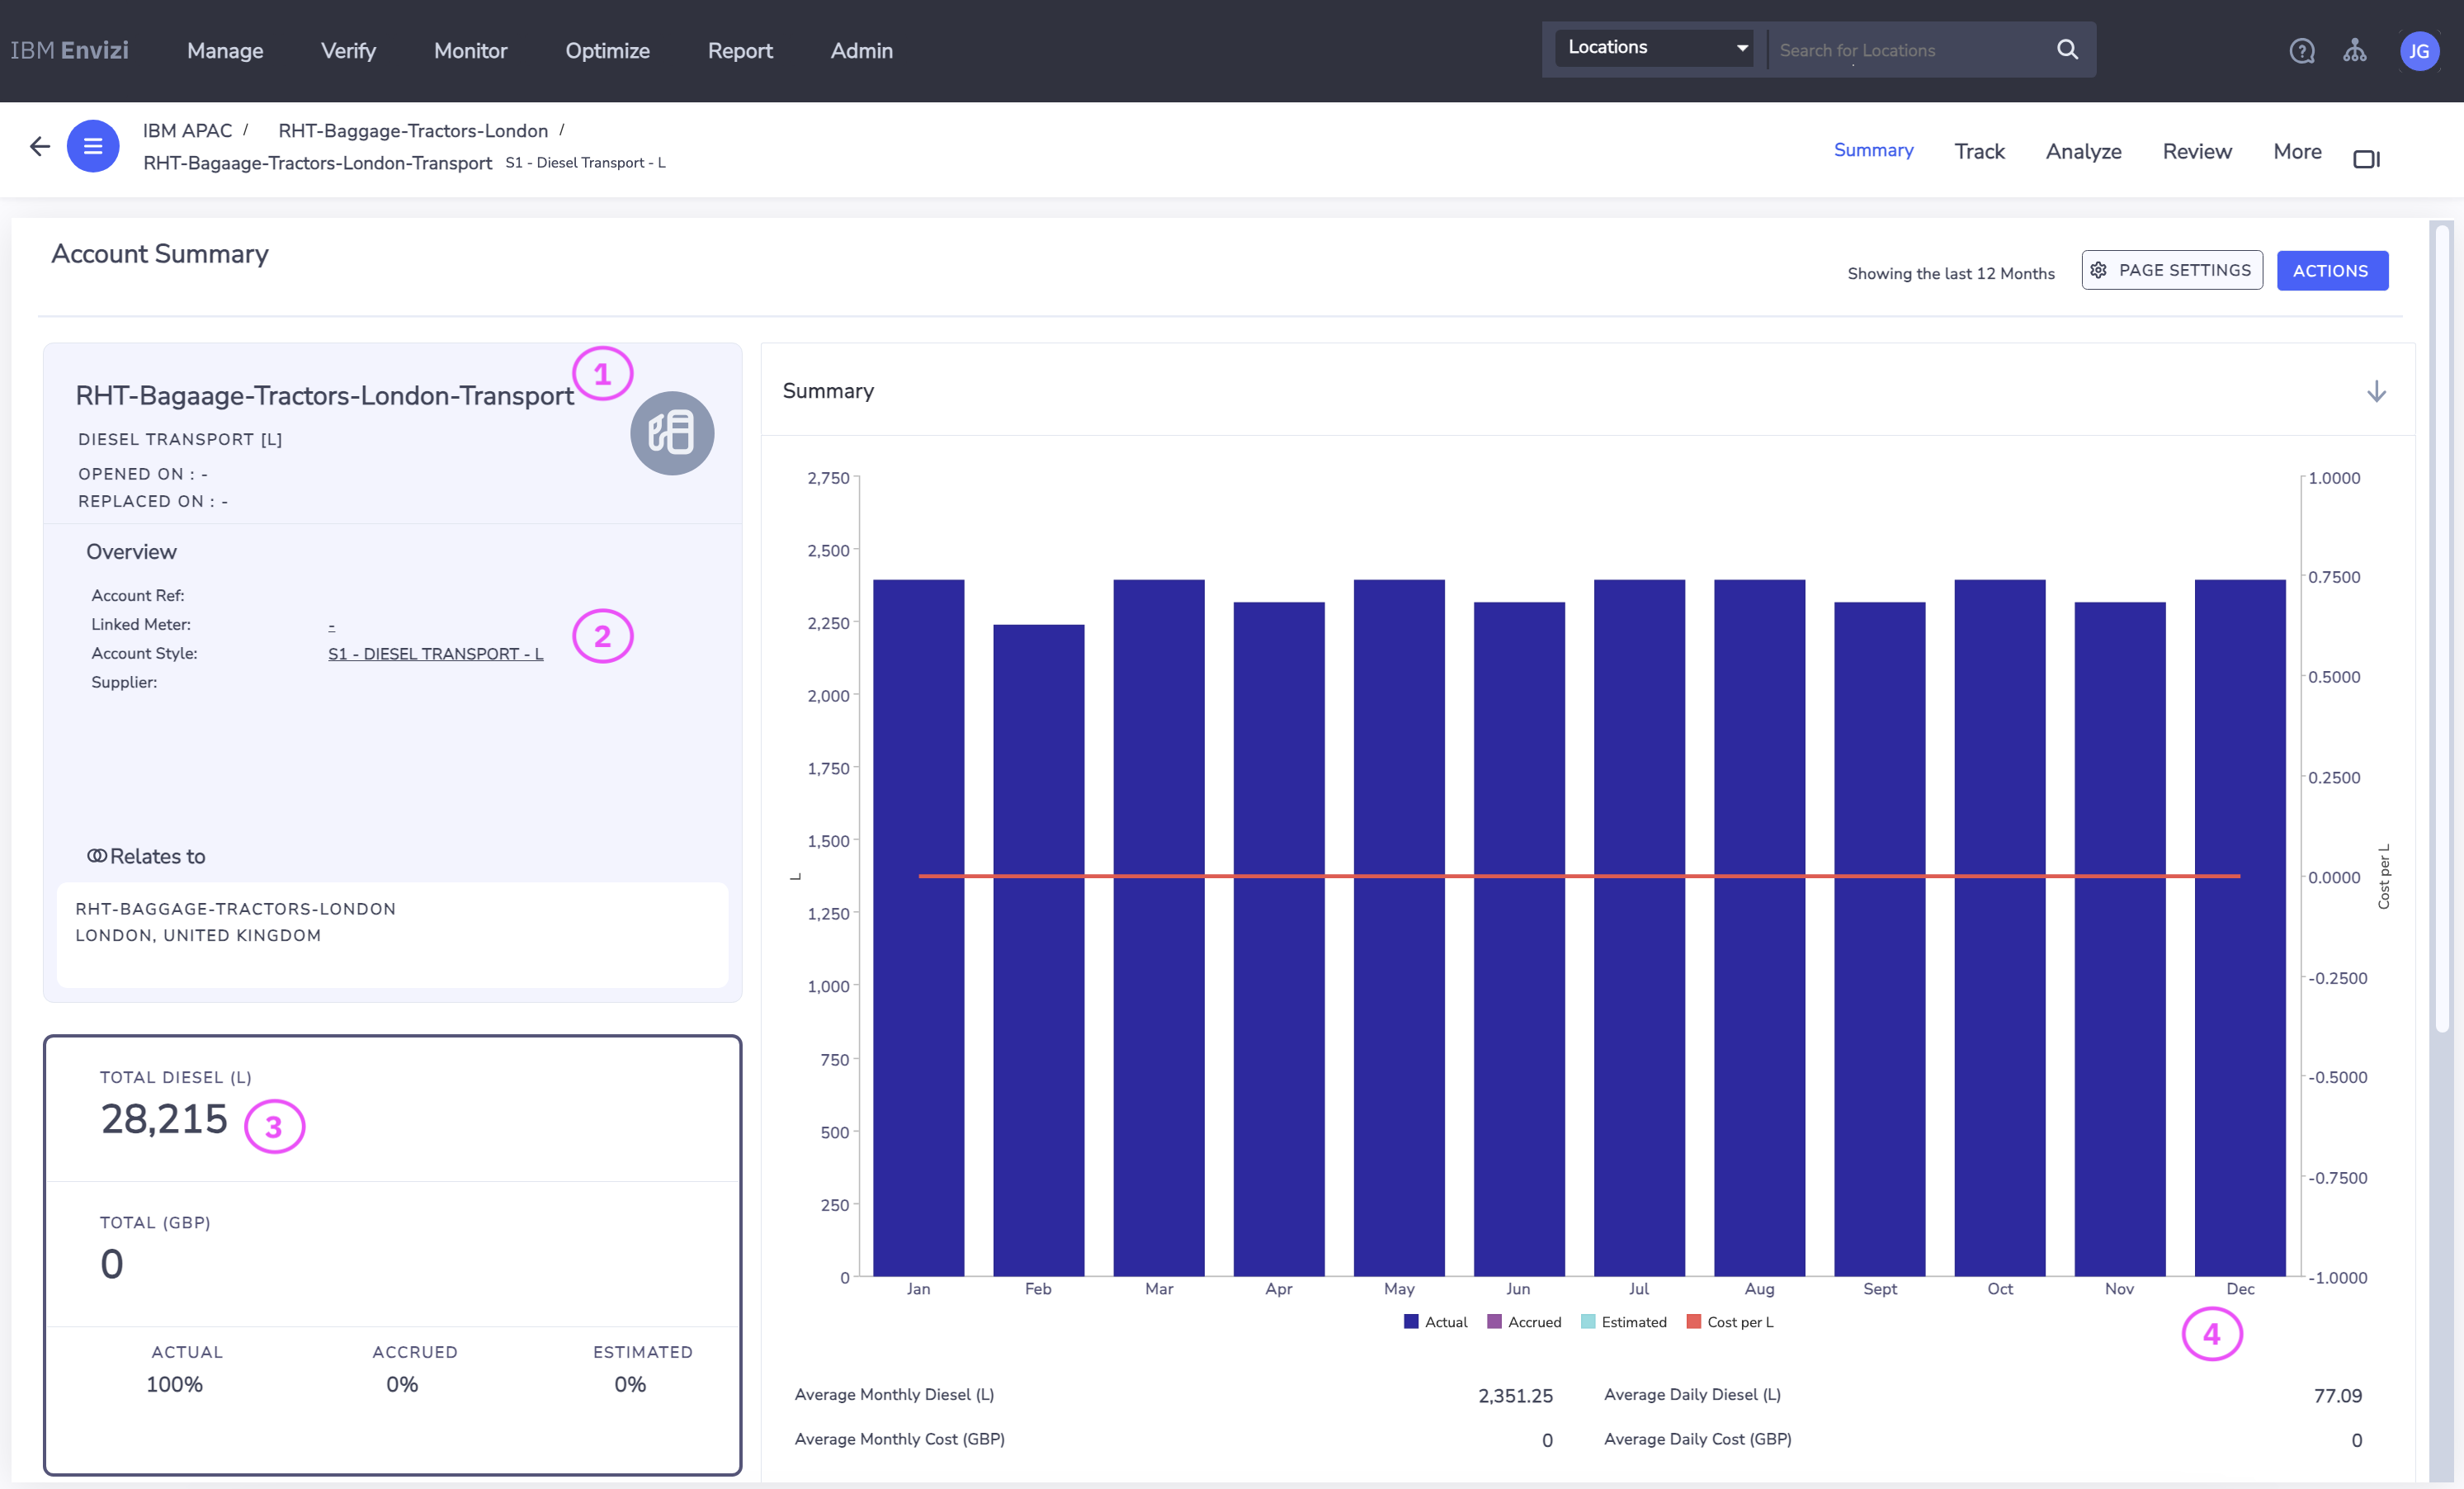 IBM Envizi
Manage
Verify
Monitor
Optimize
Report
Admin
Locations
Search for Locations
JG
IBM APAC / RHT-Baggage-Tractors-London /
RHT-Bagaage-Tractors-London-Transport S1 - Diesel Transport - L
Summary
Track
Analyze
Review
More
Account Summary
Showing the last 12 Months
PAGE SETTINGS
ACTIONS
1
RHT-Bagaage-Tractors-London-Transport
DIESEL TRANSPORT [L]
OPENED ON : -
REPLACED ON : -
Overview
Account Ref:
Linked Meter: -
Account Style: S1 - DIESEL TRANSPORT - L
Supplier:
2
Relates to
RHT-BAGGAGE-TRACTORS-LONDON
LONDON, UNITED KINGDOM
TOTAL DIESEL (L)
28,215
3
TOTAL (GBP)
0
ACTUAL ACCRUED ESTIMATED
100% 0% 0%
Summary
2,750
2,500
2,250
2,000
1,750
1,500
1,250
1,000
750
500
250
0
L
1.0000
0.7500
0.5000
0.2500
0.0000
-0.2500
-0.5000
-0.7500
-1.0000
Cost per L
Jan Feb Mar Apr May Jun Jul Aug Sept Oct Nov Dec
Actual Accrued Estimated Cost per L
4
Average Monthly Diesel (L) 2,351.25 Average Daily Diesel (L) 77.09
Average Monthly Cost (GBP) 0 Average Daily Cost (GBP) 0